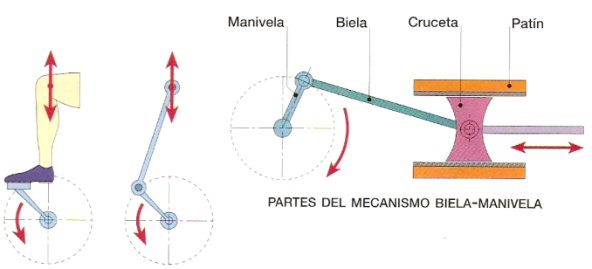 Manivela Biela Cruceta Patín
PARTES DEL MECANISMO BIELA-MANIVELA